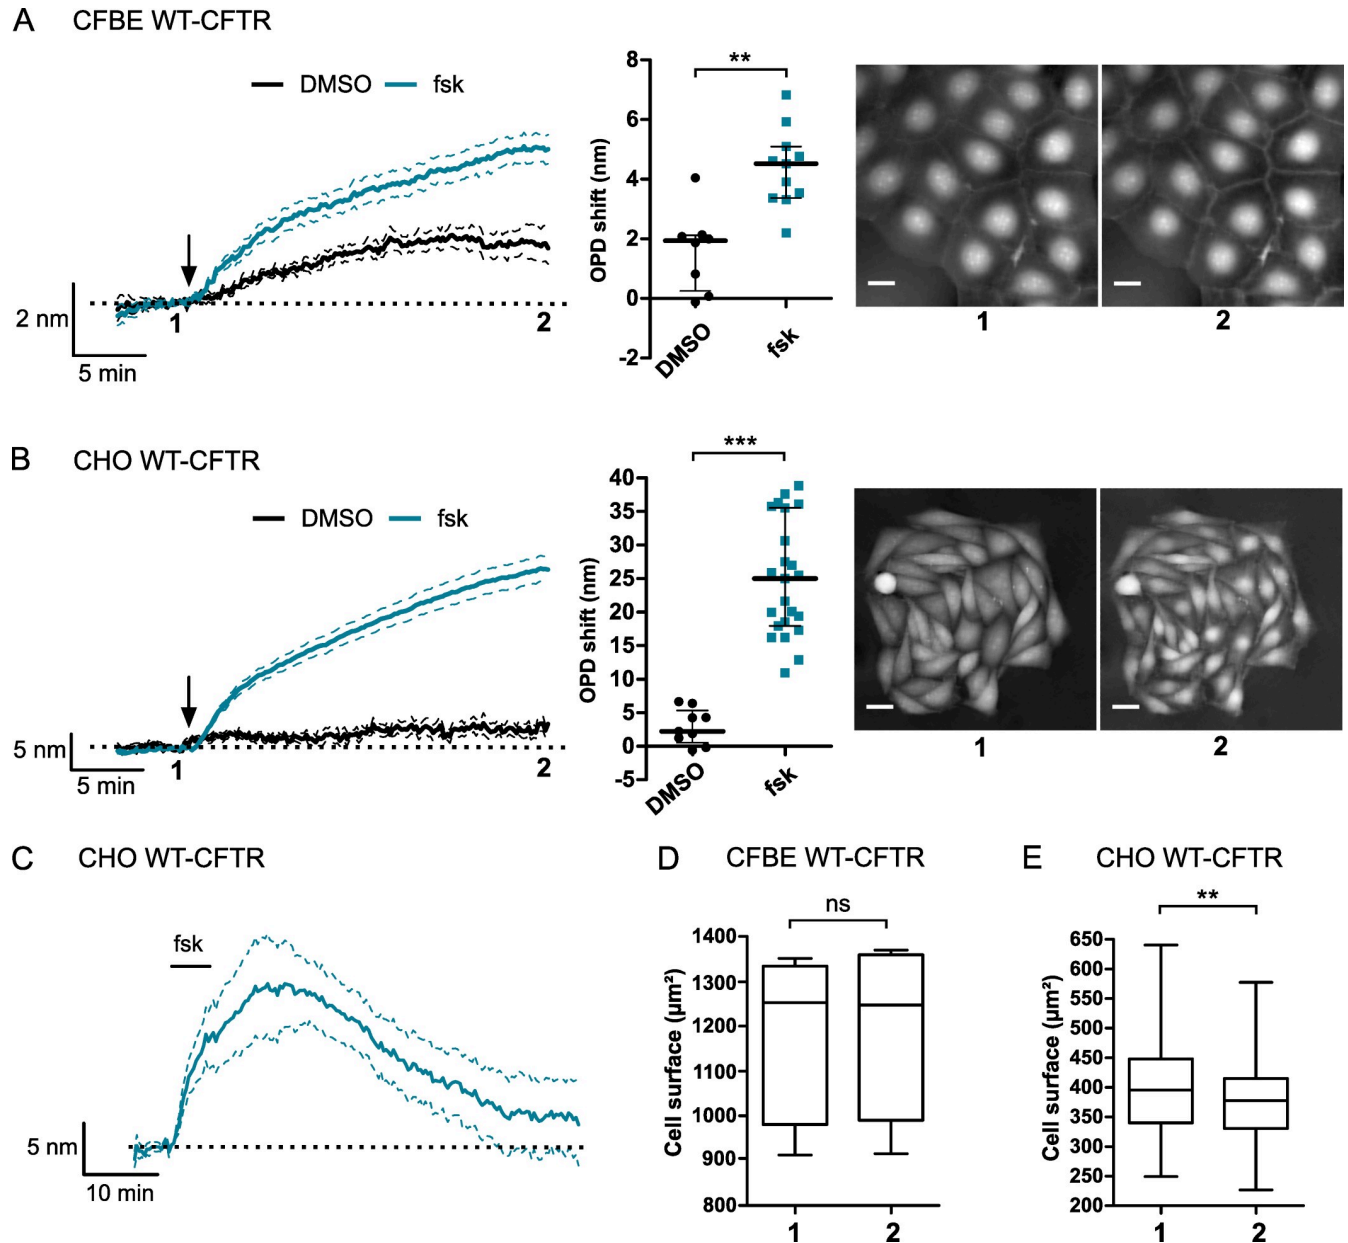 A CFBE WT-CFTR
DMSO fsk
2 nm
5 min
1 2
**
OPD shift (nm)
8
6
4
2
0
-2
DMSO fsk
1 2
B CHO WT-CFTR
DMSO fsk
5 nm
5 min
1 2
***
OPD shift (nm)
40
35
30
25
20
15
10
5
0
-5
DMSO fsk
1 2
C CHO WT-CFTR
fsk
5 nm
10 min
D CFBE WT-CFTR
ns
Cell surface (µm²)
1400
1300
1200
1100
1000
900
800
1 2
E CHO WT-CFTR
**
Cell surface (µm²)
650
600
550
500
450
400
350
300
250
200
1 2